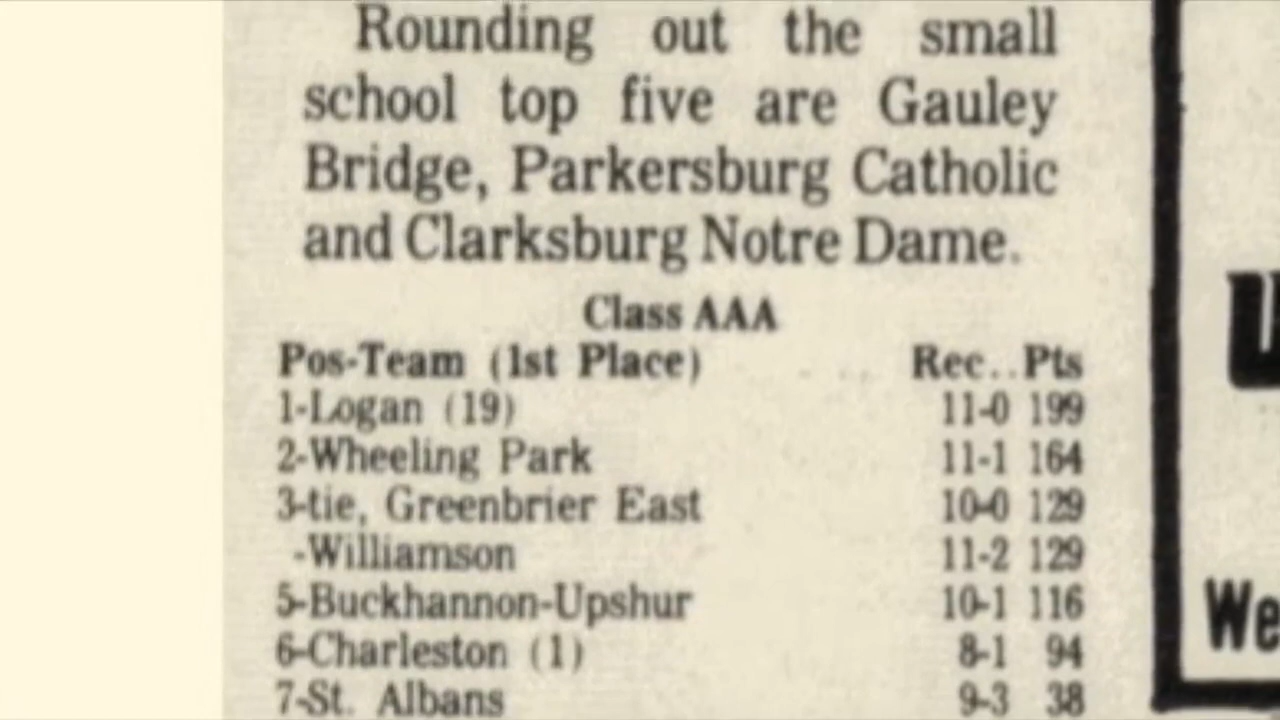 Rounding out the small
school top five are Gauley
Bridge, Parkersburg Catholic
and Clarksburg Notre Dame.
Class AAA
Pos-Team (1st Place) Rec..Pts
1-Logan (19) 11-0 199
2-Wheeling Park 11-1 164
3-tie, Greenbrier East 10-0 129
-Williamson 11-2 129
5-Buckhannon-Upshur 10-1 116
6-Charleston (1) 8-1 94
7-St. Albans 9-3 38
We